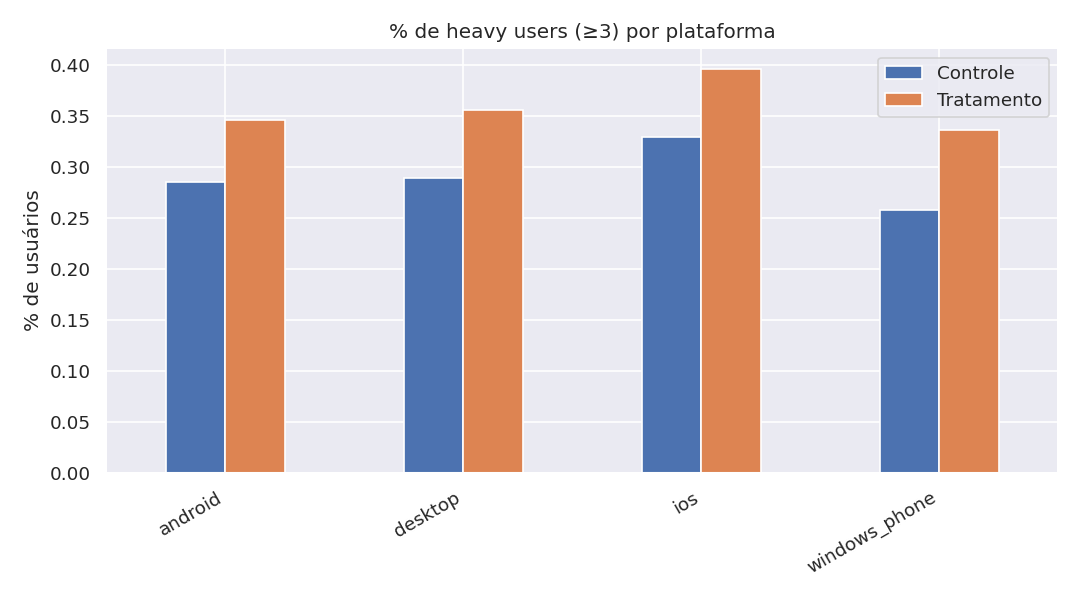 % de heavy users (≥3) por plataforma
Controle
Tratamento
% de usuários
0.40
0.35
0.30
0.25
0.20
0.15
0.10
0.05
0.00
android
desktop
ios
windows_phone